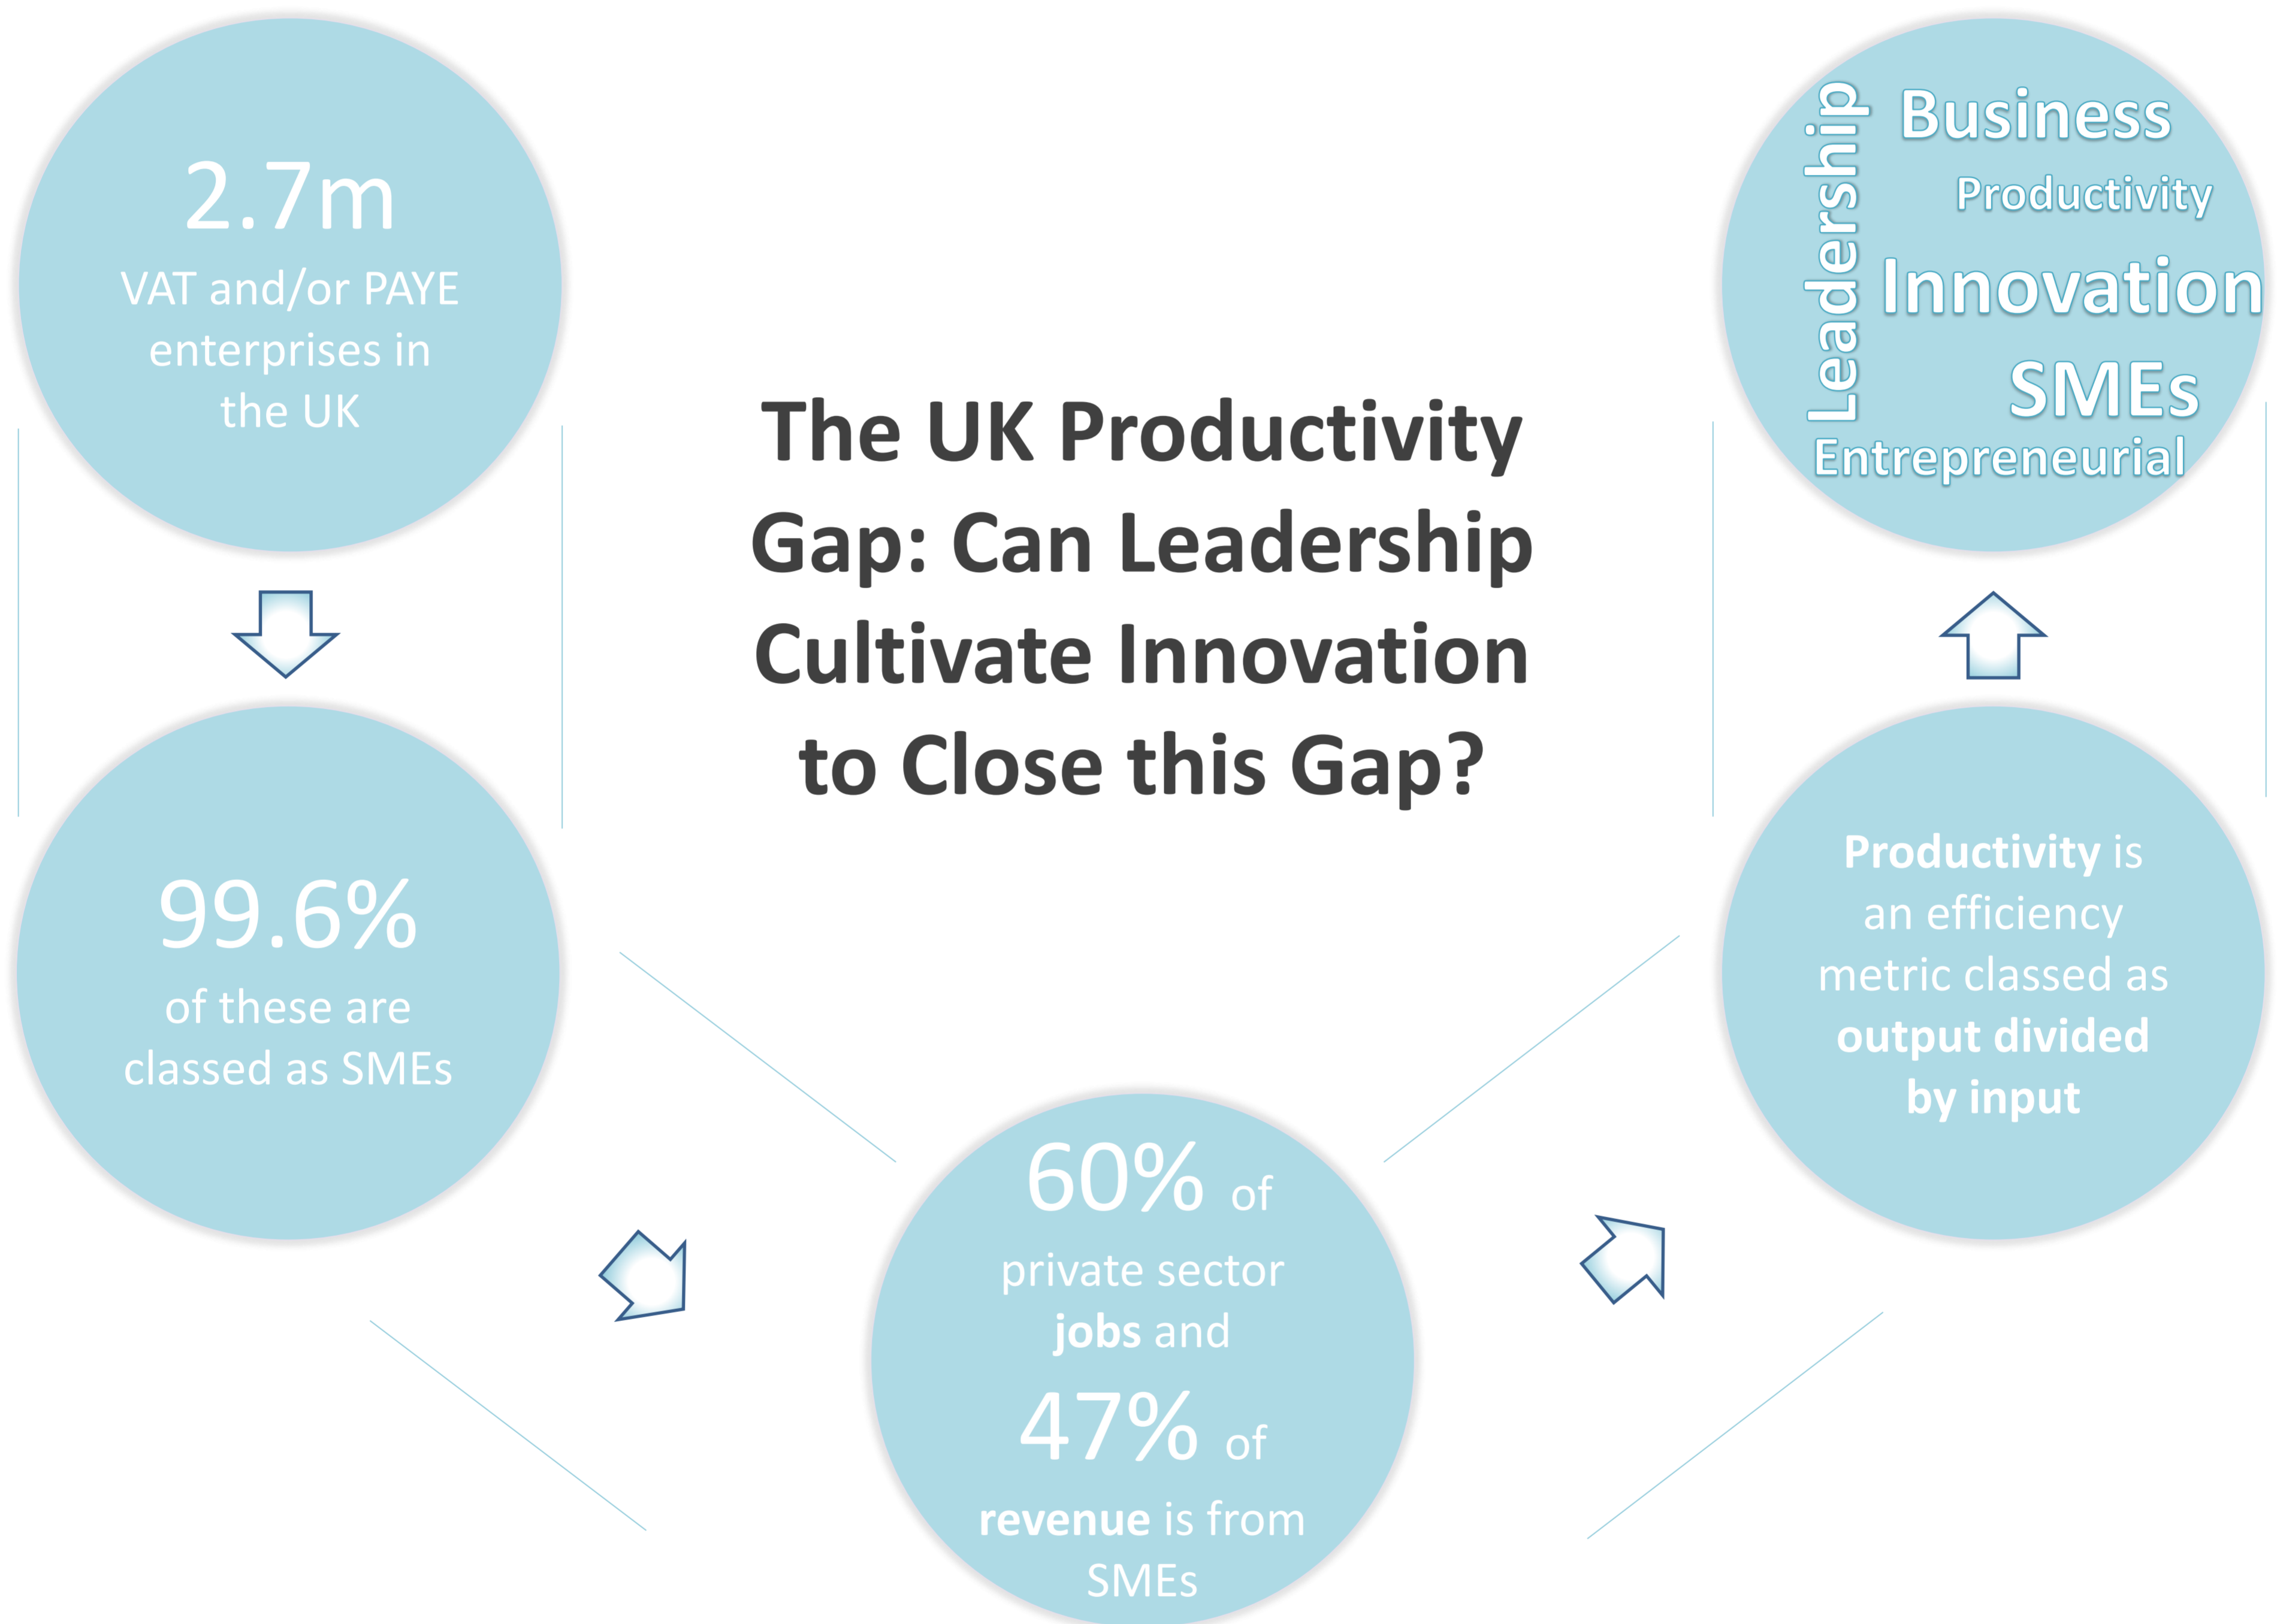 2.7m
VAT and/or PAYE
enterprises in
the UK
99.6%
of these are
classed as SMEs
The UK Productivity
Gap: Can Leadership
Cultivate Innovation
to Close this Gap?
60% of
private sector
jobs and
47% of
revenue is from
SMEs
Productivity is
an efficiency
metric classed as
output divided
by input
Leadership
Business
Productivity
Innovation
SMEs
Entrepreneurial